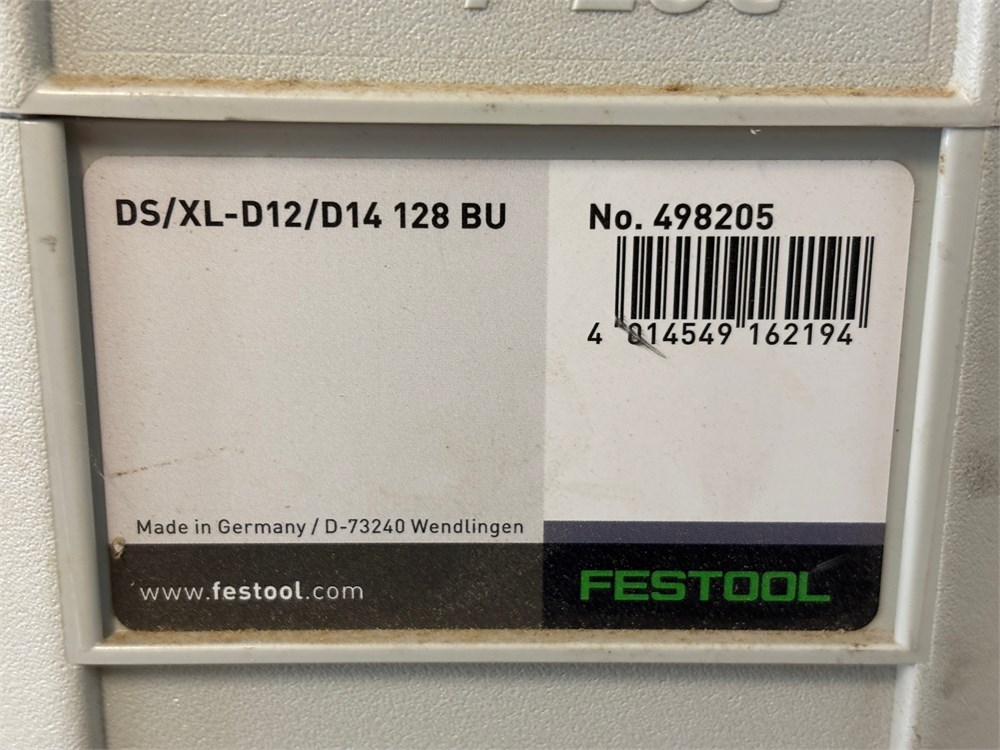 DS/XL-D12/D14 128 BU
No. 498205
4 014549 162194
Made in Germany / D-73240 Wendlingen
www.festool.com
FESTOOL